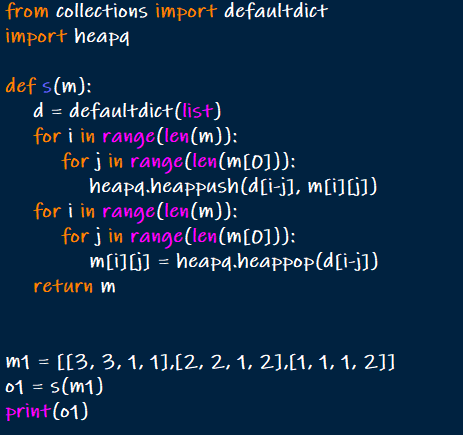 from collections import defaultdict
import heapq
def s(m):
    d = defaultdict(list)
    for i in range(len(m)):
        for j in range(len(m[0])):
            heapq.heappush(d[i-j], m[i][j])
    for i in range(len(m)):
        for j in range(len(m[0])):
            m[i][j] = heapq.heappop(d[i-j])
    return m
m1 = [[3, 3, 1, 1],[2, 2, 1, 2],[1, 1, 1, 2]]
o1 = s(m1)
print(o1)